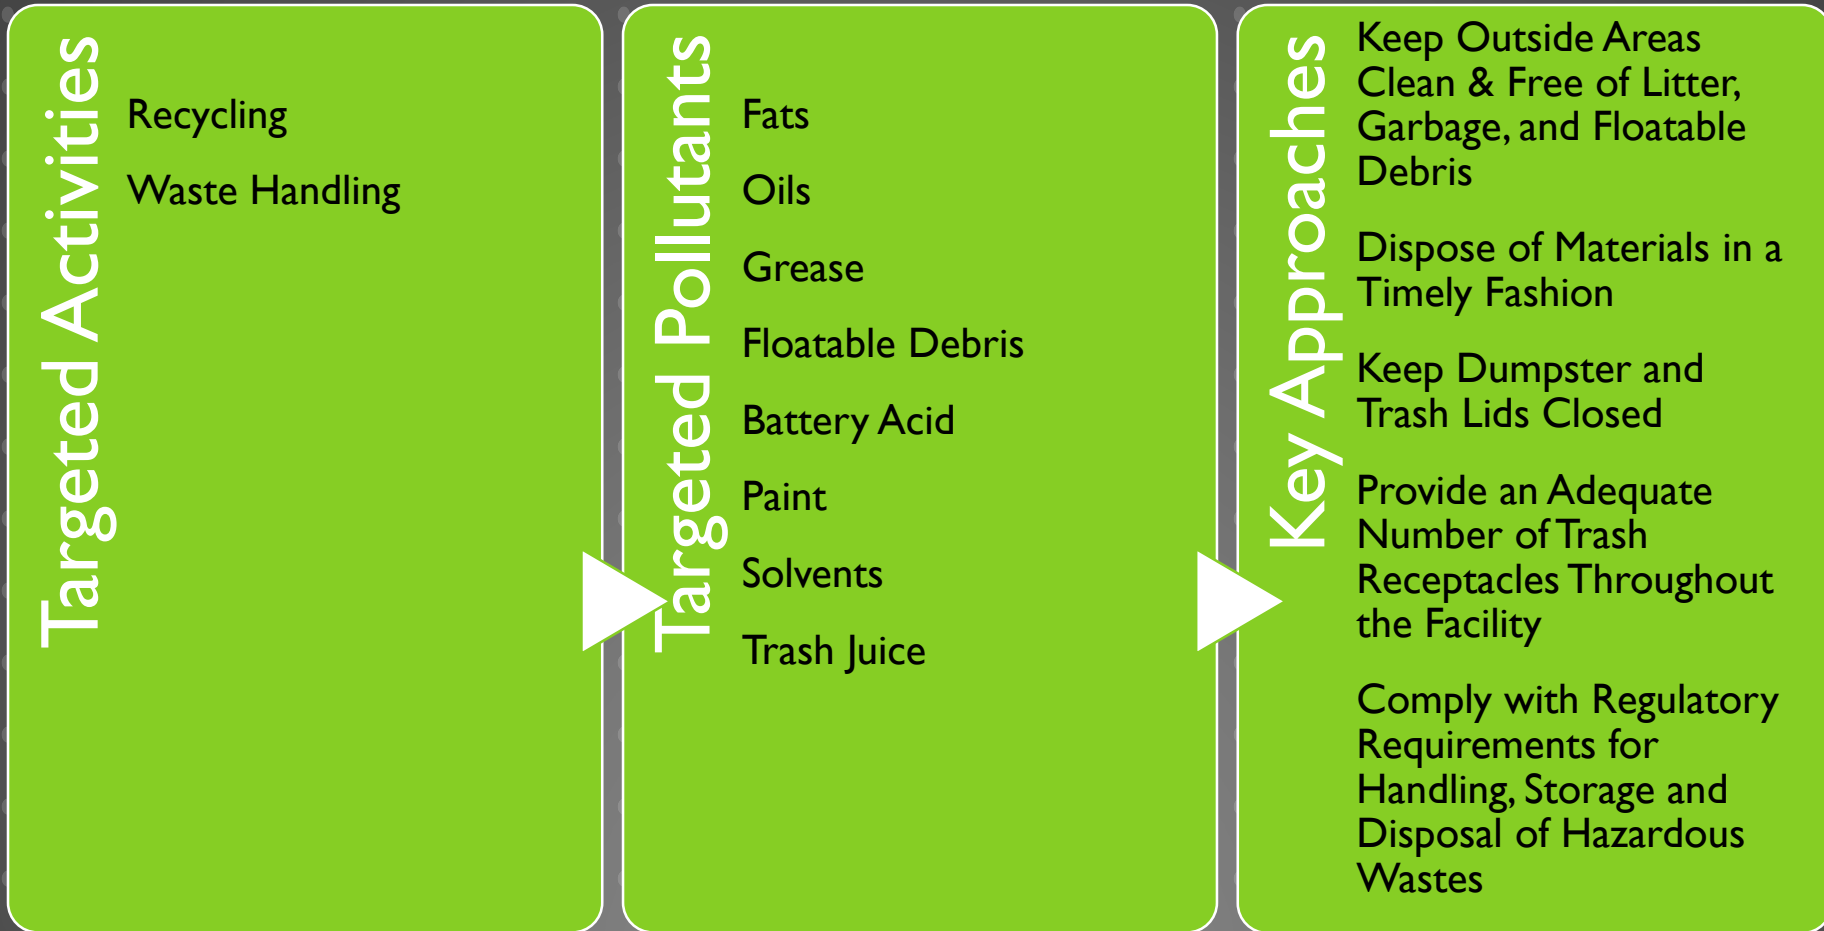 Targeted Activities
Recycling
Waste Handling
Targeted Pollutants
Fats
Oils
Grease
Floatable Debris
Battery Acid
Paint
Solvents
Trash Juice
Key Approaches
Keep Outside Areas
Clean & Free of Litter,
Garbage, and Floatable
Debris
Dispose of Materials in a
Timely Fashion
Keep Dumpster and
Trash Lids Closed
Provide an Adequate
Number of Trash
Receptacles Throughout
the Facility
Comply with Regulatory
Requirements for
Handling, Storage and
Disposal of Hazardous
Wastes